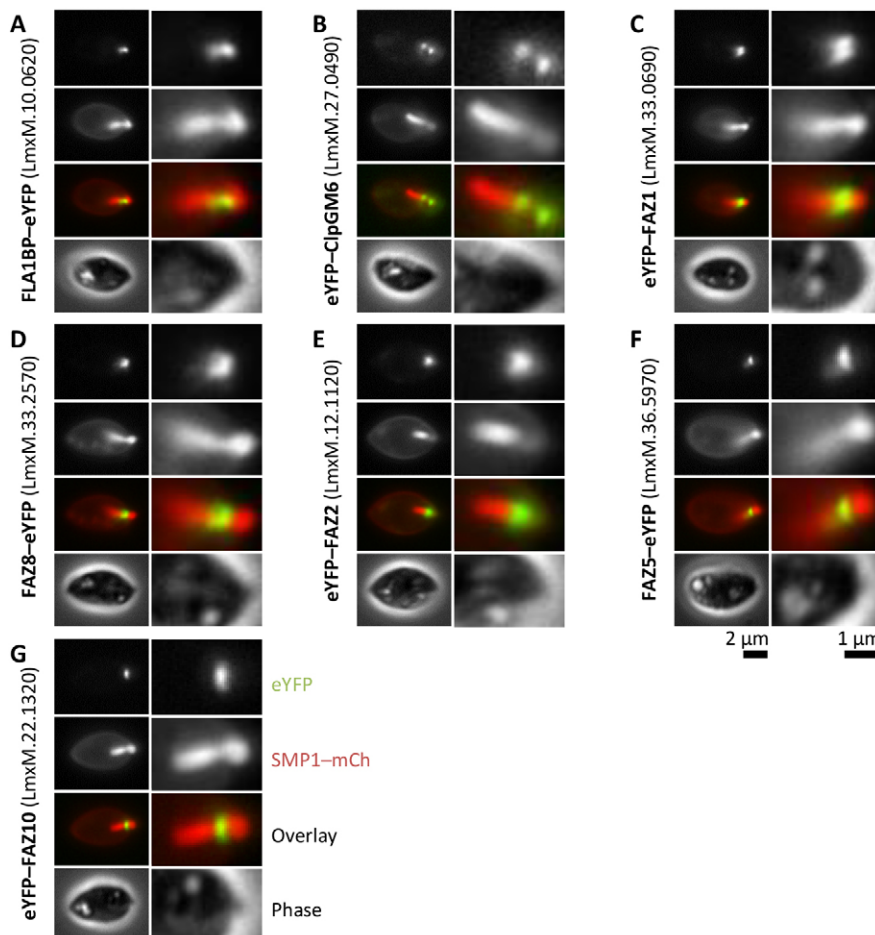 A
FLA1BP–eYFP (LmxM.10.0620)
B
eYFP–ClpGM6 (LmxM.27.0490)
C
eYFP–FAZ1 (LmxM.33.0690)
D
FAZ8–eYFP (LmxM.33.2570)
E
eYFP–FAZ2 (LmxM.12.1120)
F
FAZ5–eYFP (LmxM.36.5970)
2 μm
1 μm
G
eYFP–FAZ10 (LmxM.22.1320)
eYFP
SMP1–mCh
Overlay
Phase